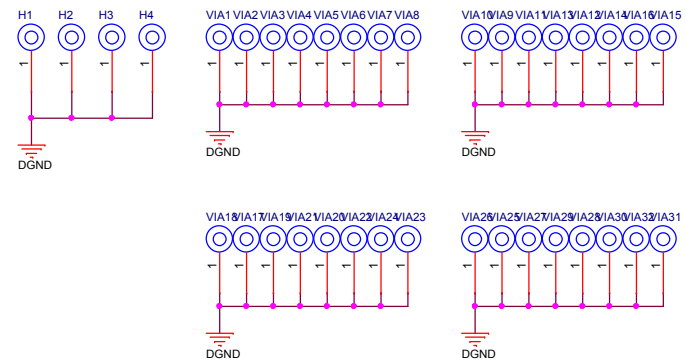 H1 H2 H3 H4
1 1 1 1
DGND
VIA1 VIA2 VIA3 VIA4 VIA5 VIA6 VIA7 VIA8
1 1 1 1 1 1 1 1
DGND
VIA10 VIA9 VIA11 VIA13 VIA12 VIA14 VIA16 VIA15
1 1 1 1 1 1 1 1
DGND
VIA18 VIA17 VIA19 VIA21 VIA20 VIA22 VIA24 VIA23
1 1 1 1 1 1 1 1
DGND
VIA26 VIA25 VIA27 VIA29 VIA28 VIA30 VIA32 VIA31
1 1 1 1 1 1 1 1
DGND